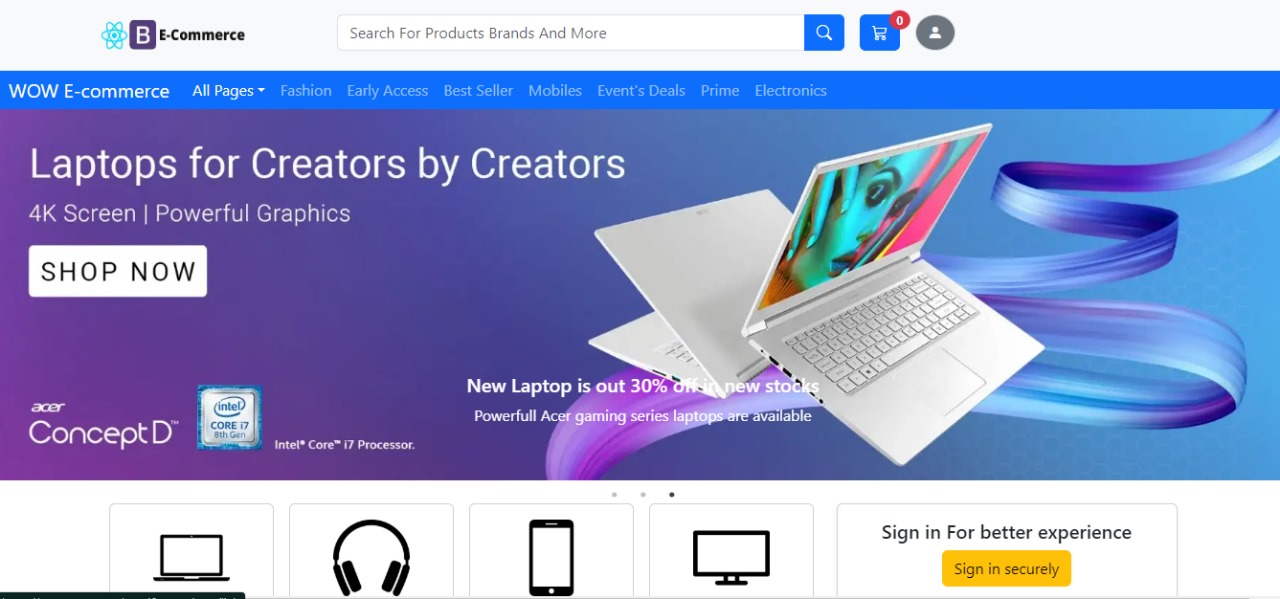 B E-Commerce
Search For Products Brands And More
0
WOW E-commerce All Pages Fashion Early Access Best Seller Mobiles Event's Deals Prime Electronics
Laptops for Creators by Creators
4K Screen | Powerful Graphics
SHOP NOW
New Laptop is out 30% off in new stocks
Powerfull Acer gaming series laptops are available
acer
ConceptD™
intel®
CORE i7
8th Gen
Intel® Core™ i7 Processor.
Sign in For better experience
Sign in securely